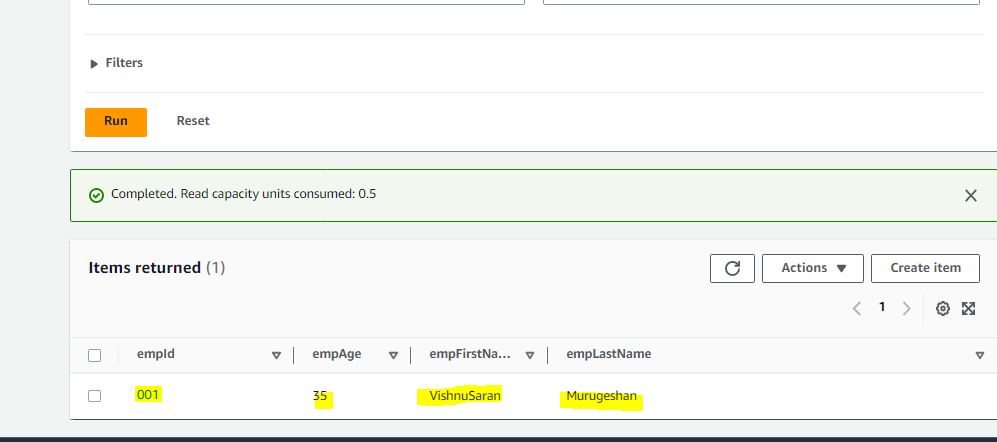 Filters
Run Reset
Completed. Read capacity units consumed: 0.5
Items returned (1) Actions Create item
1
empId empAge empFirstNa... empLastName
001 35 VishnuSaran Murugeshan